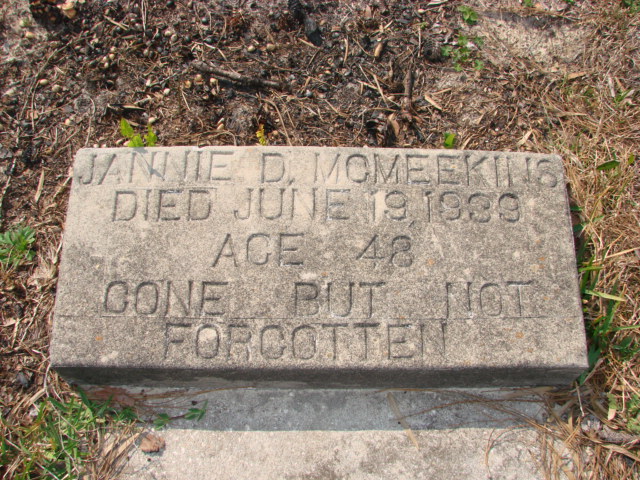 JANNIE D. MCMEEKINS
DIED JUNE 19, 1939
AGE 48
GONE BUT NOT
FORGOTTEN